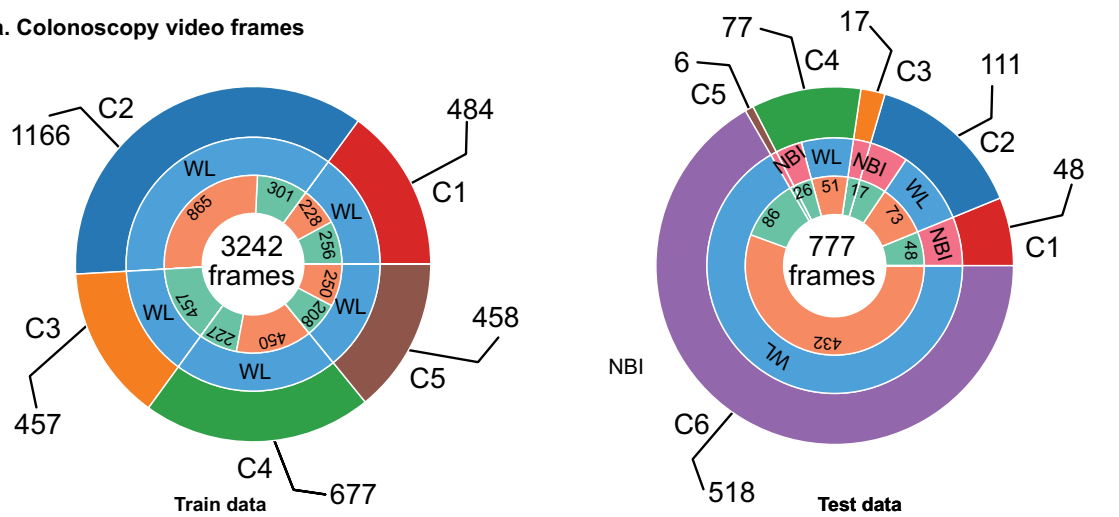 a. Colonoscopy video frames
C2
1166
484
C1
WL
WL
865
301
228
256
3242
frames
250
208
450
227
457
WL
WL
WL
C3
457
C4
677
C5
458
Train data
77
17
6
C4
C3
111
C5
C2
48
C1
NBI
WL
NBI
WL
NBI
26
51
17
73
48
86
777
frames
432
WL
NBI
C6
518
Test data